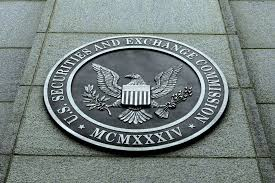 U.S. SECURITIES AND EXCHANGE COMMISSION
MCMXXXIV